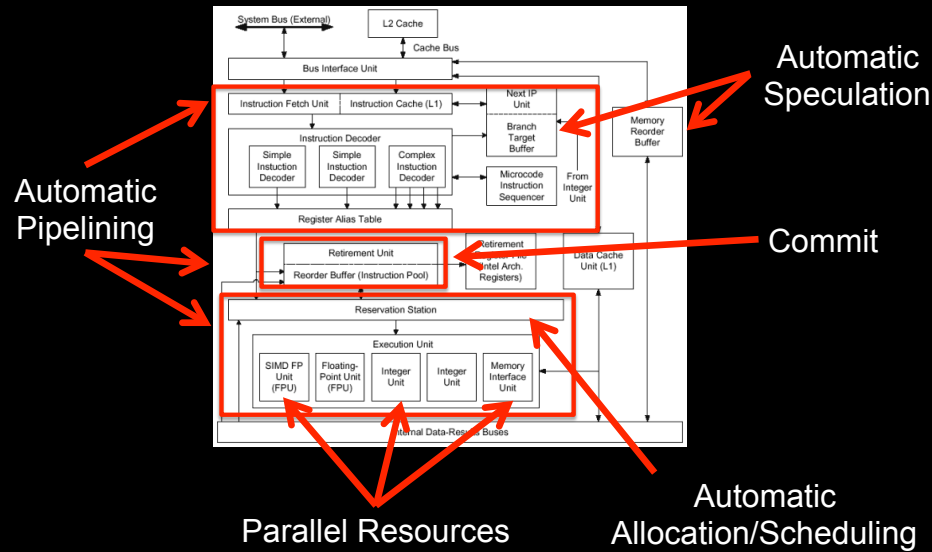 System Bus (External)
L2 Cache
Cache Bus
Bus Interface Unit
Instruction Fetch Unit
Instruction Cache (L1)
Next IP
Unit
Branch
Target
Buffer
Memory
Reorder
Buffer
Instruction Decoder
Simple
Instuction
Decoder
Simple
Instuction
Decoder
Complex
Instuction
Decoder
Microcode
Instruction
Sequencer
From
Integer
Unit
Register Alias Table
Retirement Unit
Reorder Buffer (Instruction Pool)
Retirement
Intel Arch.
Registers)
Data Cache
Unit (L1)
Reservation Station
Execution Unit
SIMD FP
Unit
(FPU)
Floating-
Point Unit
(FPU)
Integer
Unit
Integer
Unit
Memory
Interface
Unit
Internal Data-Results Buses
Automatic
Speculation
Automatic
Pipelining
Commit
Parallel Resources
Automatic
Allocation/Scheduling